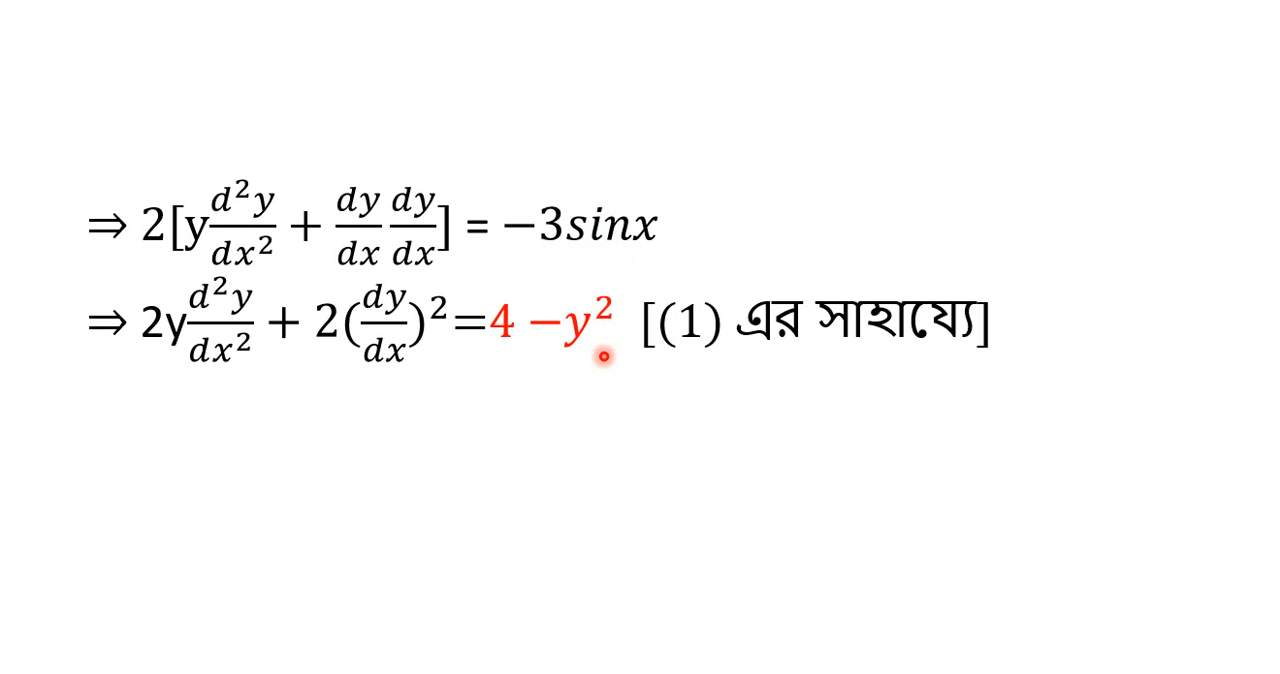 ⇒ 2[y d²y/dx² + dy/dx dy/dx] = −3sinx
⇒ 2y d²y/dx² + 2(dy/dx)² =4 −y² [(1) এর সাহায্যে]